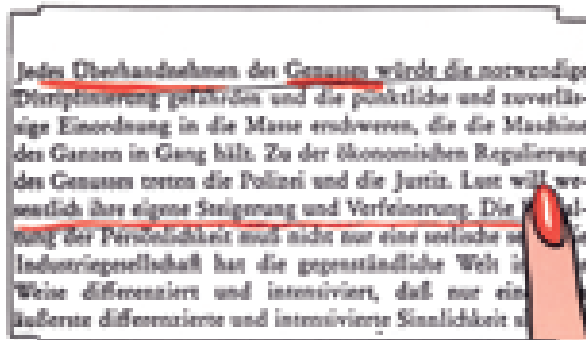 Jedes Überhandnehmen des Genusses würde die notwendige
Disziplinierung gefährden und die pünktliche und zuverläs-
sige Einordnung in die Masse erschweren, die die Maschine
des Ganzen in Gang hält. Zu der ökonomischen Regulierung
des Genusses treten die Polizei und die Justiz. Lust will we-
sentlich ihre eigene Steigerung und Verfeinerung. Die
tung der Persönlichkeit muß nicht nur eine seelische
Industriegesellschaft hat die gegenständliche Welt
Weise differenziert und intensiviert, daß nur
äußerste differenzierte und intensivierte Sinnlichkeit